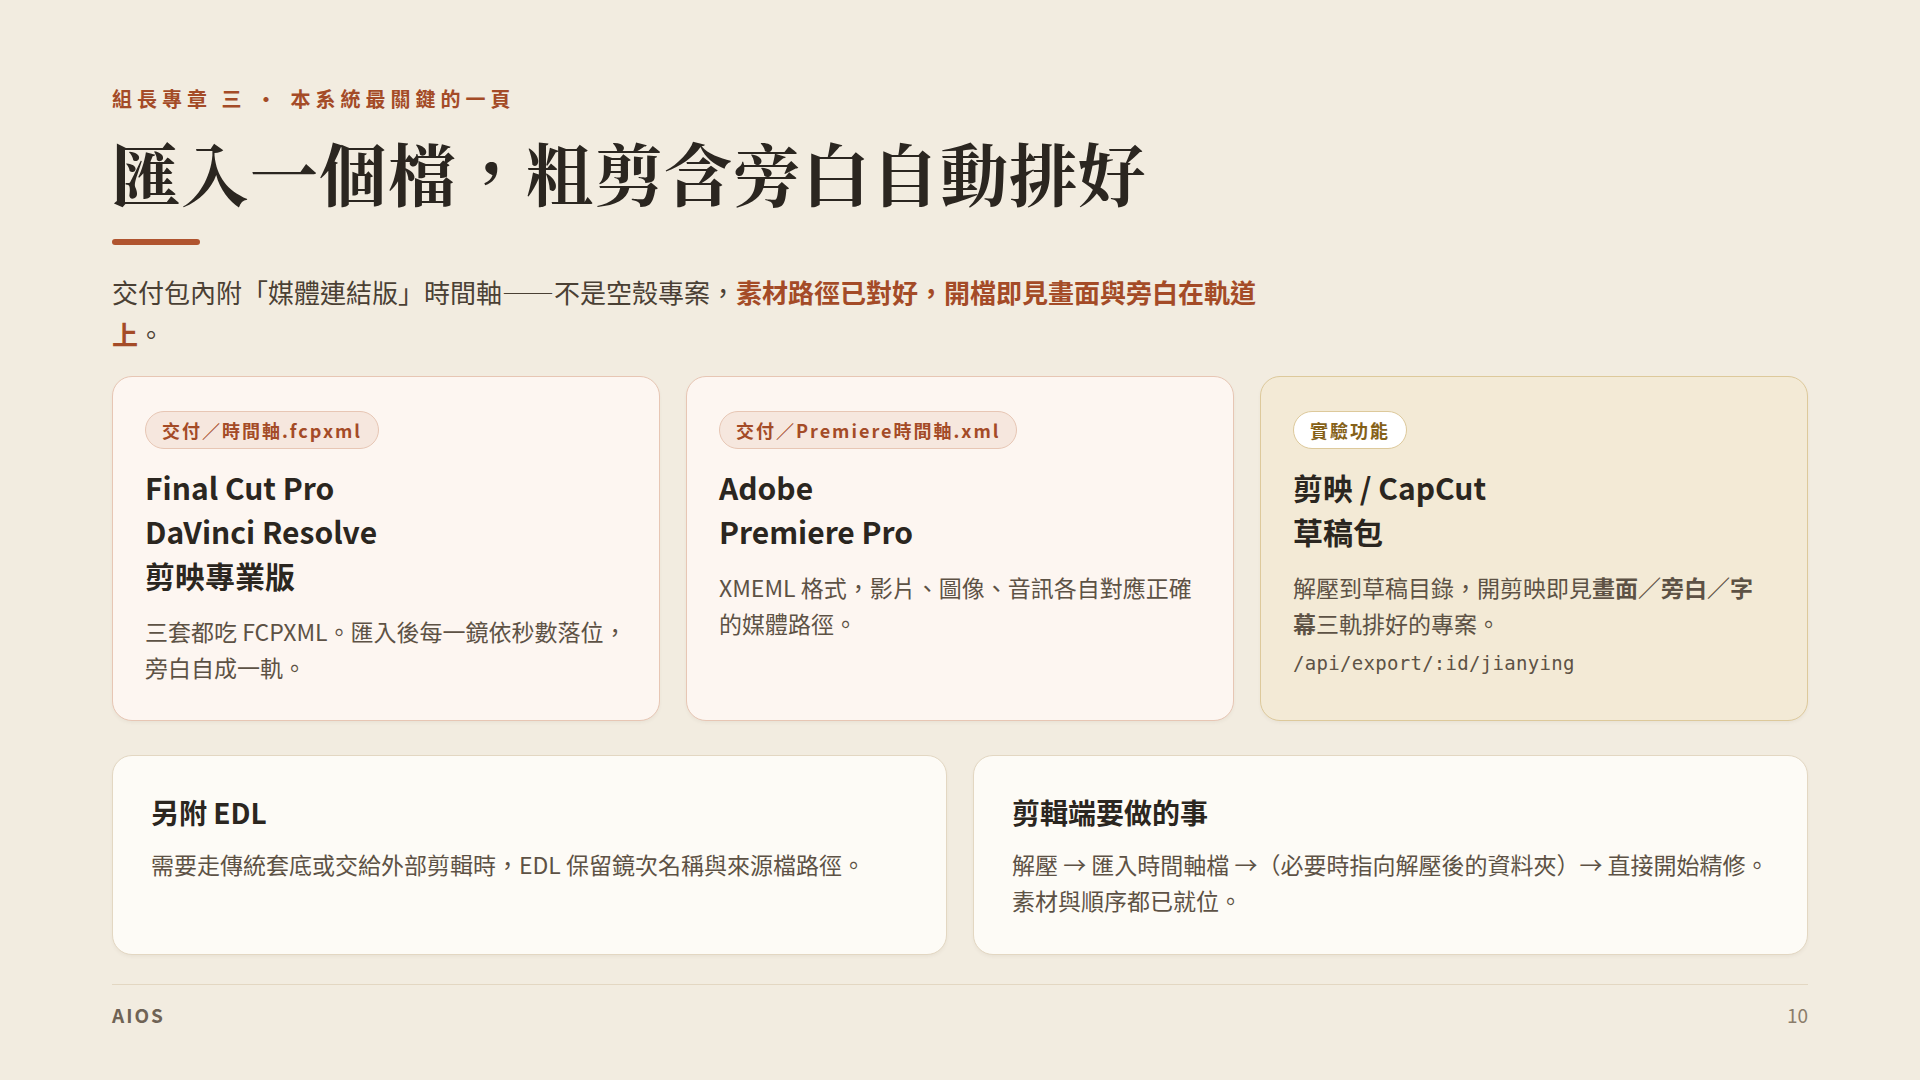 組長專章 三 · 本系統最關鍵的一頁
匯入一個檔，粗剪含旁白自動排好
交付包內附「媒體連結版」時間軸——不是空殼專案，素材路徑已對好，開檔即見畫面與旁白在軌道
上。
交付／時間軸.fcpxml
Final Cut Pro
DaVinci Resolve
剪映專業版
三套都吃 FCPXML。匯入後每一鏡依秒數落位，
旁白自成一軌。
交付／Premiere時間軸.xml
Adobe
Premiere Pro
XMEML 格式，影片、圖像、音訊各自對應正確
的媒體路徑。
實驗功能
剪映 / CapCut
草稿包
解壓到草稿目錄，開剪映即見畫面／旁白／字
幕三軌排好的專案。
/api/export/:id/jianying
另附 EDL
需要走傳統套底或交給外部剪輯時，EDL 保留鏡次名稱與來源檔路徑。
剪輯端要做的事
解壓 → 匯入時間軸檔 →（必要時指向解壓後的資料夾）→ 直接開始精修。
素材與順序都已就位。
AIOS
10